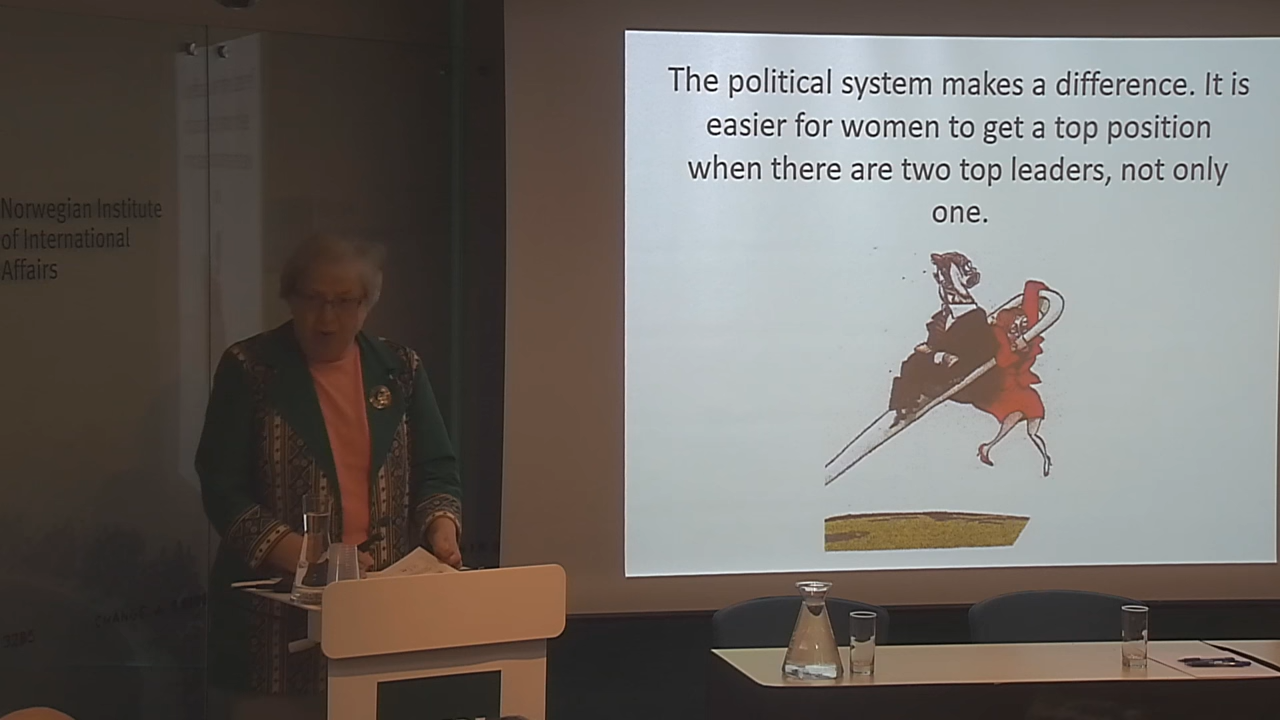 Norwegian Institute
of International
Affairs
The political system makes a difference. It is
easier for women to get a top position
when there are two top leaders, not only
one.